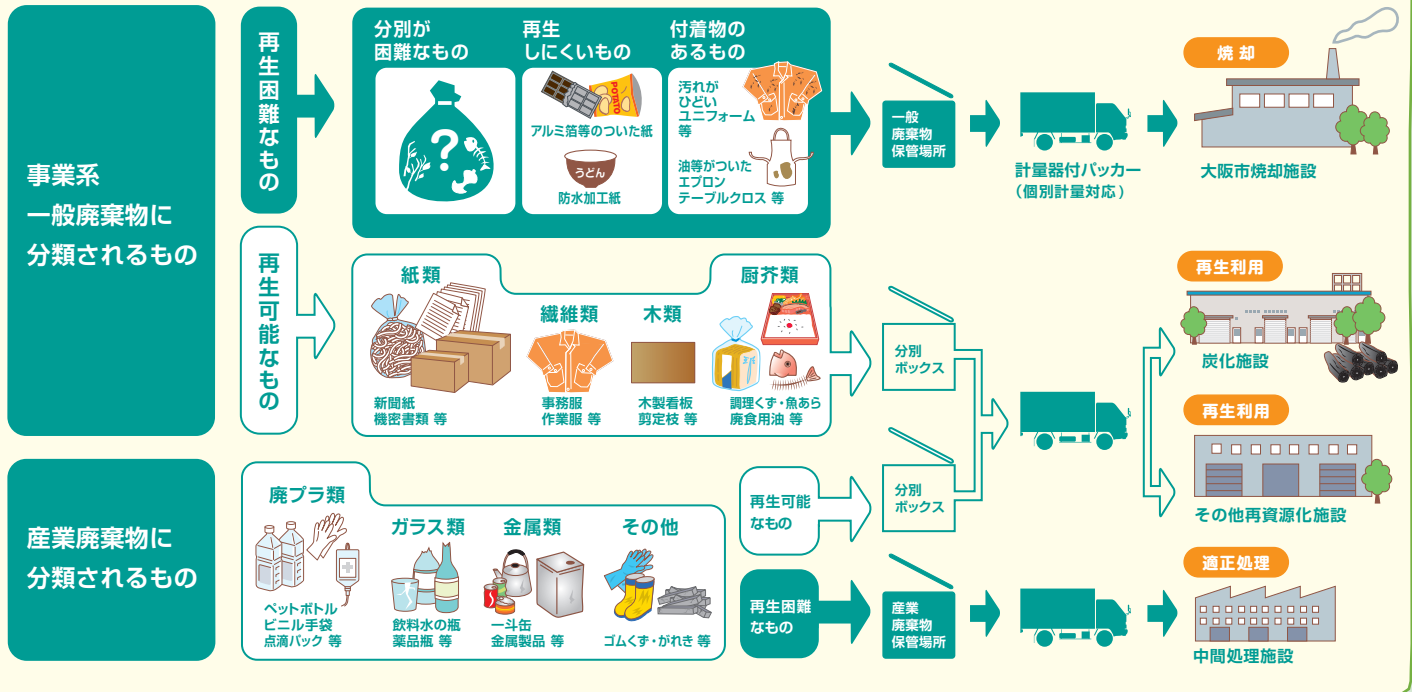 事業系
一般廃棄物に
分類されるもの
再生困難なもの
分別が
困難なもの
?
再生
しにくいもの
POTATO
アルミ箔等のついた紙
うどん
防水加工紙
付着物の
あるもの
汚れが
ひどい
ユニフォーム
等
油等がついた
エプロン
テーブルクロス 等
一般
廃棄物
保管場所
計量器付パッカー
(個別計量対応)
焼却
大阪市焼却施設
再生可能なもの
紙類
新聞紙
機密書類 等
繊維類
事務服
作業服 等
木類
木製看板
剪定枝 等
厨芥類
調理くず・魚あら
廃食用油 等
分別
ボックス
再生利用
炭化施設
再生利用
その他再資源化施設
産業廃棄物に
分類されるもの
廃プラ類
ペットボトル
ビニル手袋
点滴パック 等
ガラス類
飲料水の瓶
薬品瓶 等
金属類
一斗缶
金属製品 等
その他
ゴムくず・がれき 等
再生可能
なもの
分別
ボックス
再生困難
なもの
産業
廃棄物
保管場所
適正処理
中間処理施設